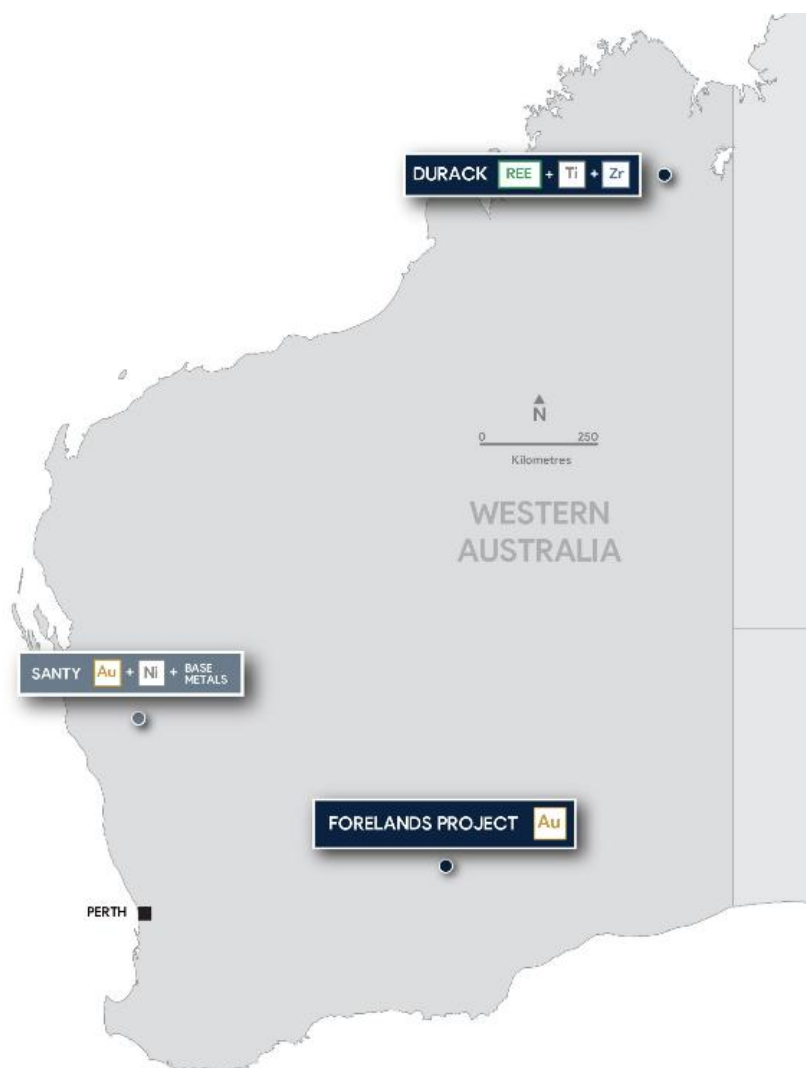 DURACK REE + Ti + Zr
N
0 250
Kilometres
WESTERN
AUSTRALIA
SANTY Au + Ni + BASE
METALS
FORELANDS PROJECT Au
PERTH